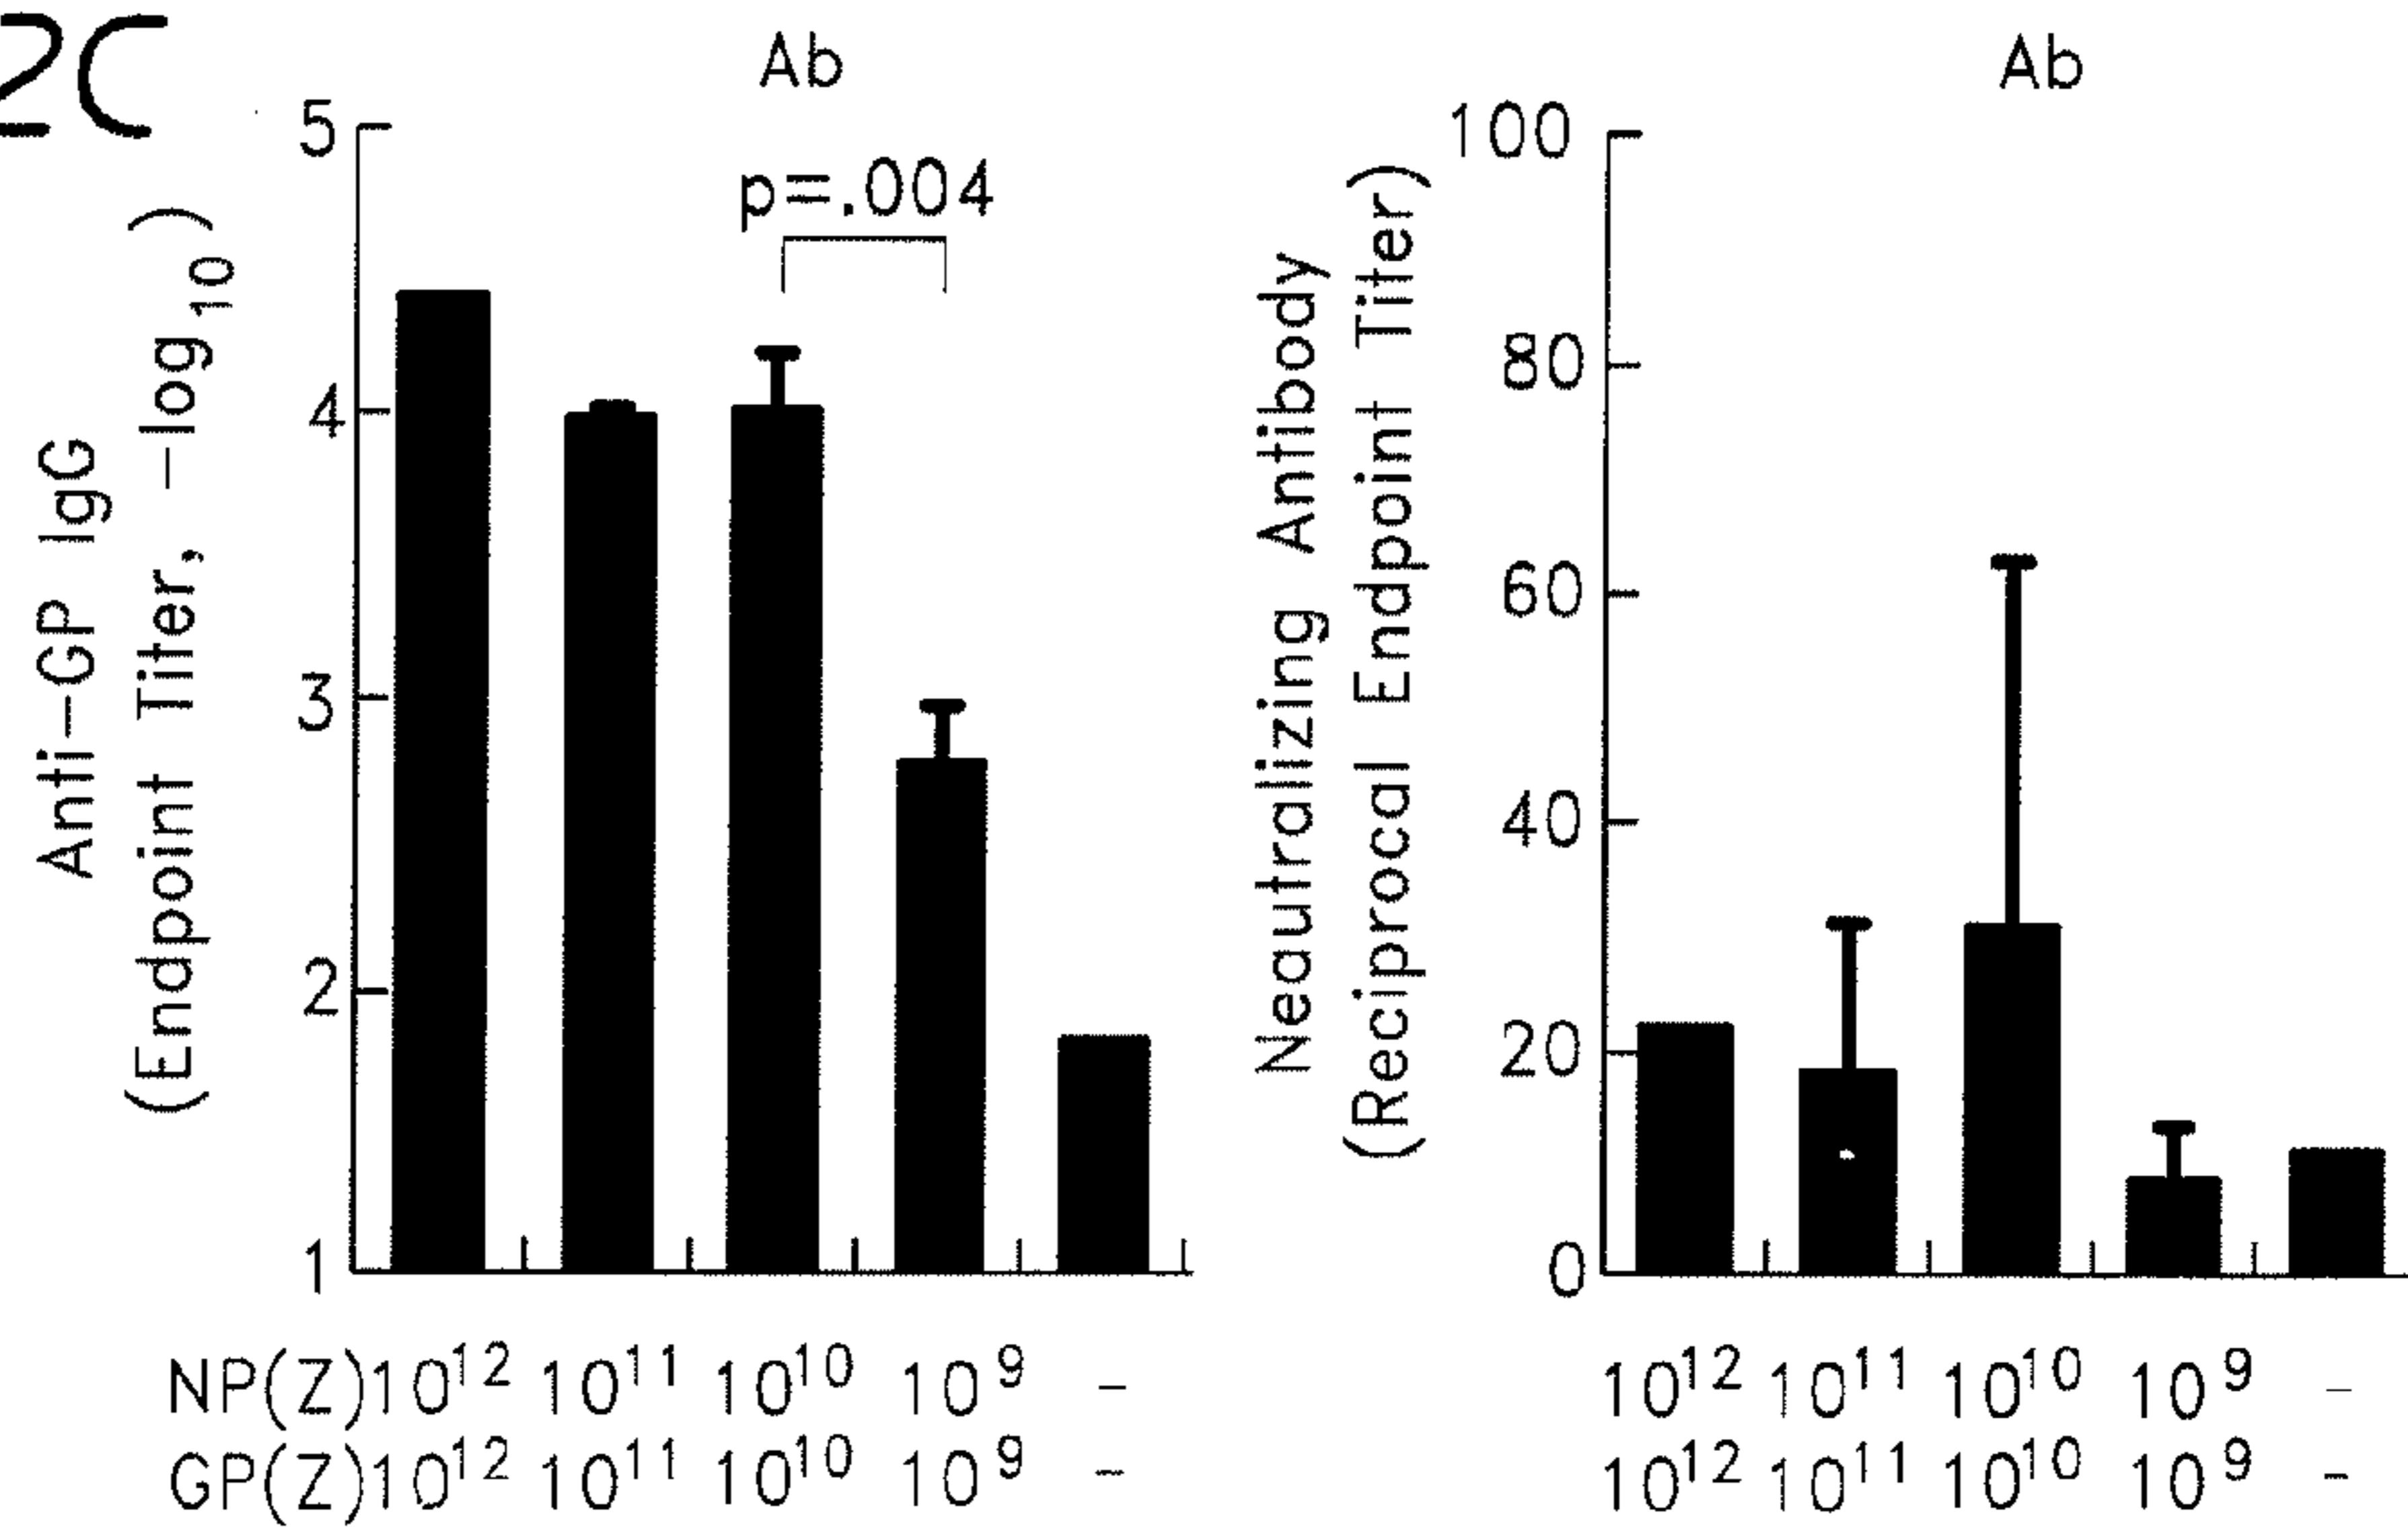 2C
Ab
p=.004
Anti-GP IgG
(Endpoint Titer, -log₁₀)
5
4
3
2
1
NP(Z) 10¹² 10¹¹ 10¹⁰ 10⁹ -
GP(Z) 10¹² 10¹¹ 10¹⁰ 10⁹ -
Ab
Neautralizing Antibody
(Reciprocal Endpoint Titer)
100
80
60
40
20
0
10¹² 10¹¹ 10¹⁰ 10⁹ -
10¹² 10¹¹ 10¹⁰ 10⁹ -